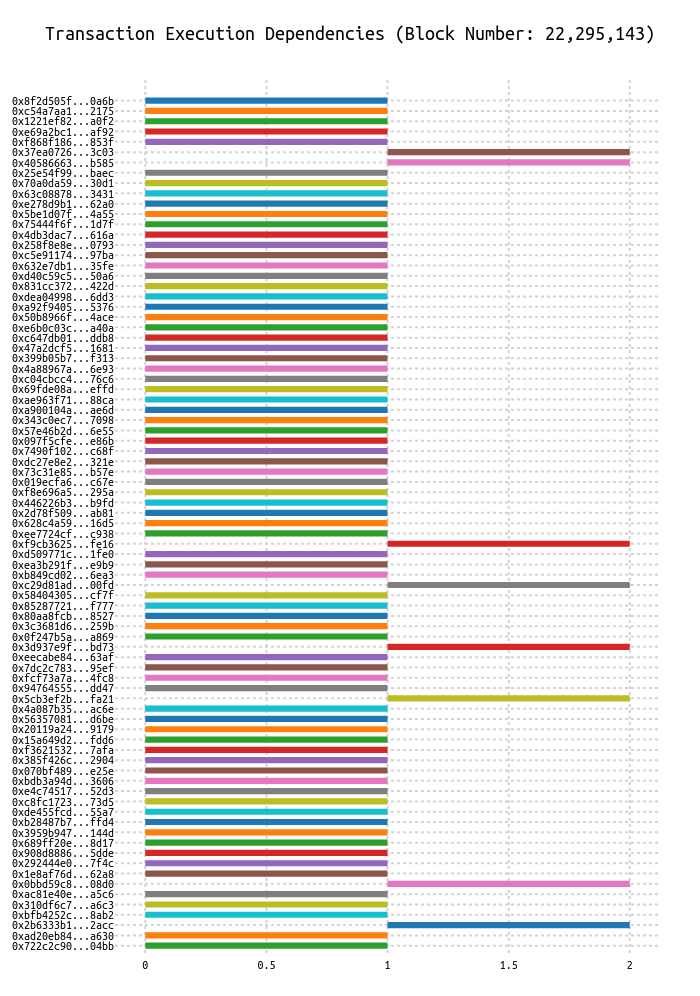 Transaction Execution Dependencies (Block Number: 22,295,143)
0x8f2d505f...0a6b
0xc54a7aa1...2175
0x1221ef82...a0f2
0xe69a2bc1...af92
0xf868f186...853f
0x37ea0726...3c03
0x40586663...b585
0x25e54f99...baec
0x70a0da59...30d1
0x63c08878...3431
0xe278d9b1...62a0
0x5be1d07f...4a55
0x75444f6f...1d7f
0x4db3dac7...616a
0x258f8e8e...0793
0xc5e91174...97ba
0x632e7db1...35fe
0xd40c59c5...50a6
0x831cc372...422d
0xdea04998...6dd3
0xa92f9405...5376
0x50b8966f...4ace
0xe6b0c03c...a40a
0xc647db01...ddb8
0x47a2dcf5...1681
0x399b05b7...f313
0x4a88967a...6e93
0xc04cbcc4...76c6
0x69fde08a...effd
0xae963f71...88ca
0xa900104a...ae6d
0x343c0ec7...7098
0x57e46b2d...6e55
0x097f5cfe...e86b
0x7490f102...c68f
0xdc27e8e2...321e
0x73c31e85...b57e
0x019ecfa6...c67e
0xf8e696a5...295a
0x446226b3...b9fd
0x2d78f509...ab81
0x628c4a59...16d5
0xee7724cf...c938
0xf9cb3625...fe16
0xd509771c...1fe0
0xea3b291f...e9b9
0xb849cd02...6ea3
0xc29d81ad...00fd
0x58404305...cf7f
0x85287721...f777
0x80aa8fcb...8527
0x3c3681d6...259b
0x0f247b5a...a869
0x3d937e9f...bd73
0xeecabe84...63af
0x7dc2c783...95ef
0xfcf73a7a...4fc8
0x94764555...dd47
0x5cb3ef2b...fa21
0x4a087b35...ac6e
0x56357081...d6be
0x20119a24...9179
0x15a649d2...fdd6
0xf3621532...7afa
0x385f426c...2904
0x070bf489...e25e
0xbdb3a94d...3606
0xe4c74517...52d3
0xc8fc1723...73d5
0xde455fcd...55a7
0xb28487b7...ffd4
0x3959b947...144d
0x689ff20e...8d17
0x908d8886...5dde
0x292444e0...7f4c
0x1e8af76d...62a8
0x0bbd59c8...08d0
0xac81e40e...a5c6
0x310df6c7...a6c3
0xbfb4252c...8ab2
0x2b6333b1...2acc
0xad20eb84...a630
0x722c2c90...04bb
0 0.5 1 1.5 2